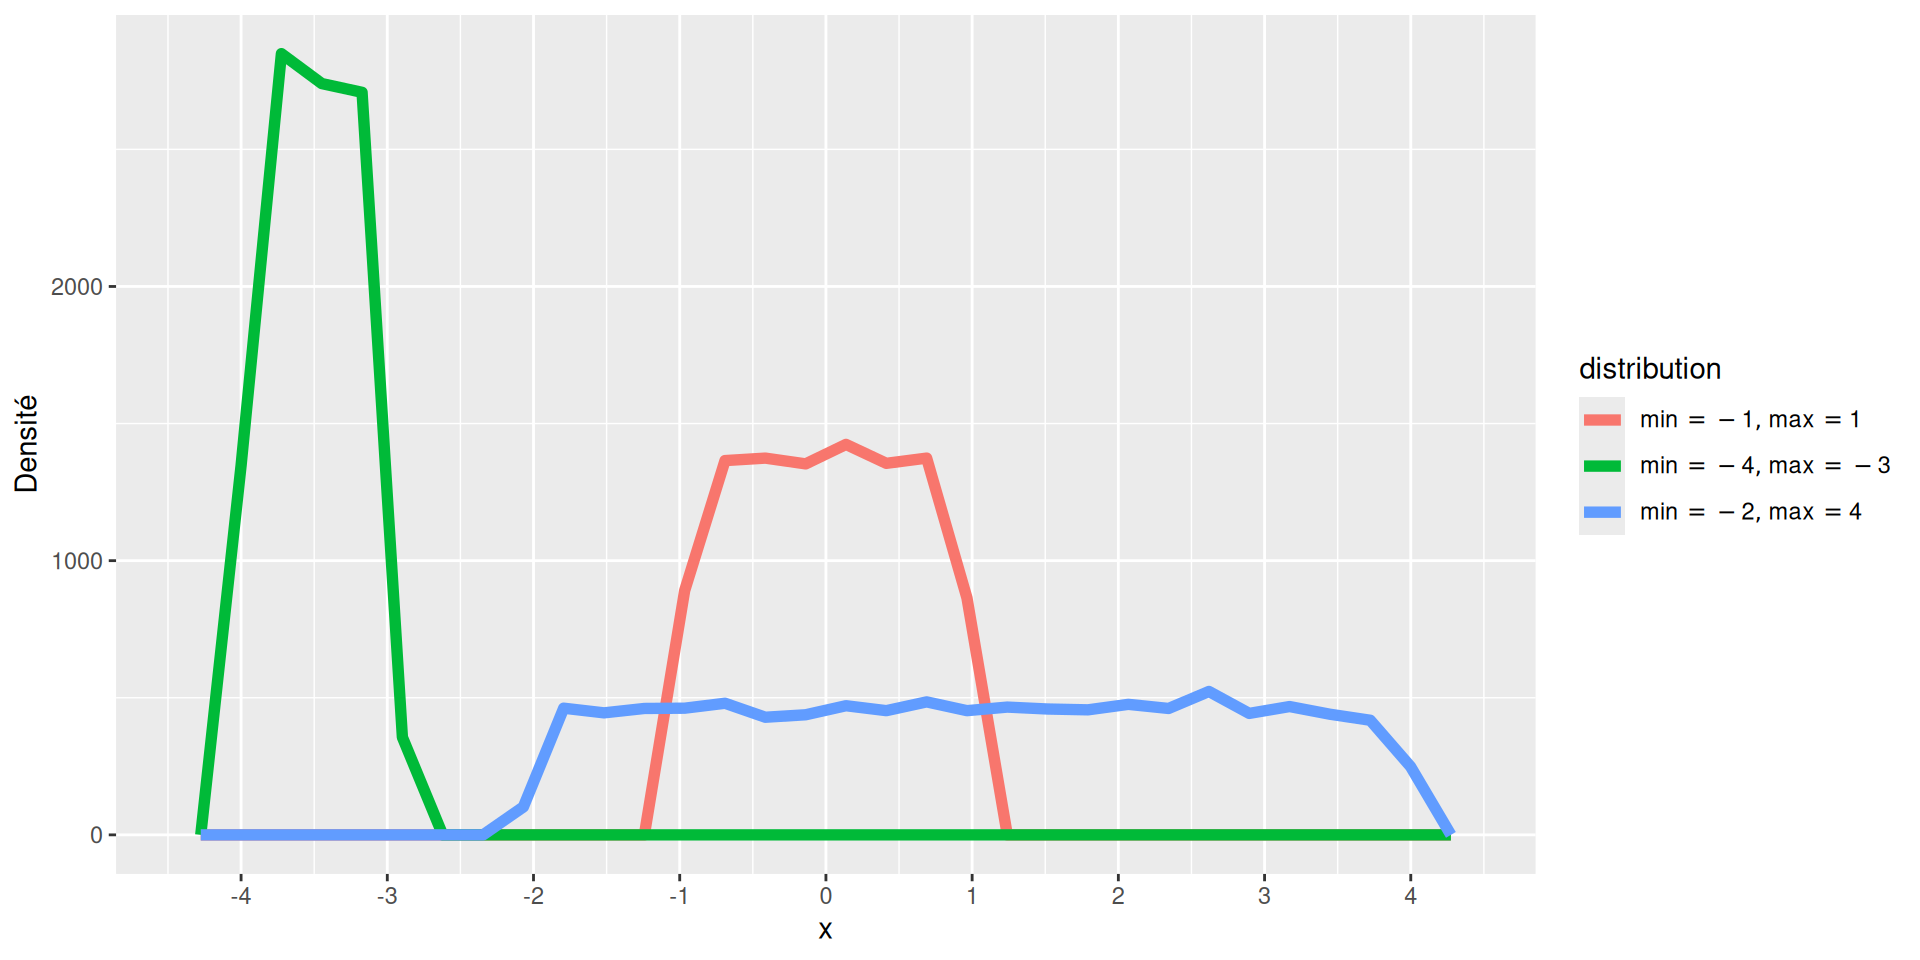 2000
1000
0
Densité
-4 -3 -2 -1 0 1 2 3 4
x
distribution
min = − 1, max = 1
min = − 4, max = − 3
min = − 2, max = 4